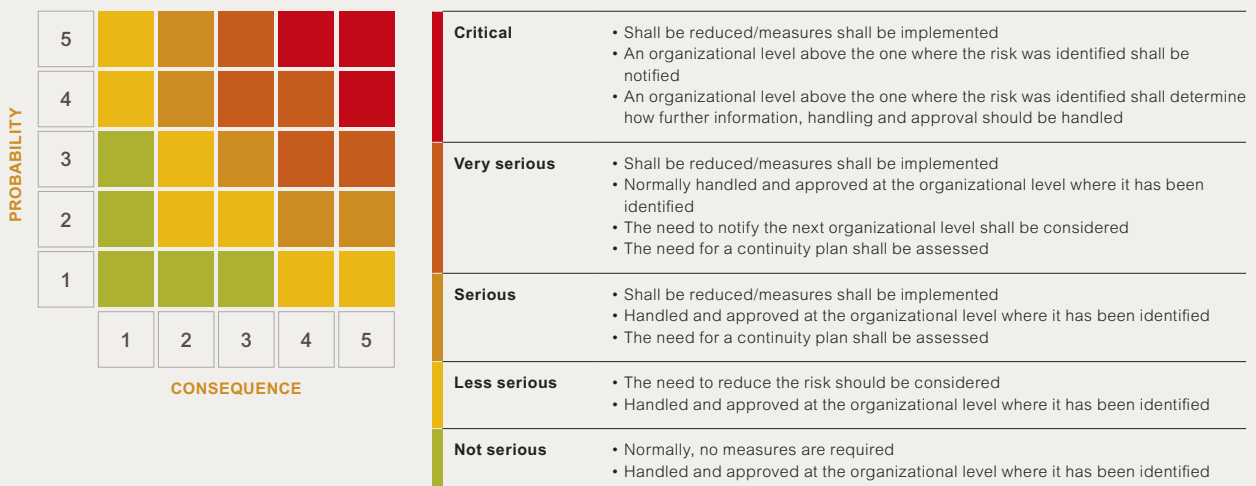 PROBABILITY
5
4
3
2
1
1 2 3 4 5
CONSEQUENCE
Critical
• Shall be reduced/measures shall be implemented
• An organizational level above the one where the risk was identified shall be
notified
• An organizational level above the one where the risk was identified shall determine
how further information, handling and approval should be handled
Very serious
• Shall be reduced/measures shall be implemented
• Normally handled and approved at the organizational level where it has been
identified
• The need to notify the next organizational level shall be considered
• The need for a continuity plan shall be assessed
Serious
• Shall be reduced/measures shall be implemented
• Handled and approved at the organizational level where it has been identified
• The need for a continuity plan shall be assessed
Less serious
• The need to reduce the risk should be considered
• Handled and approved at the organizational level where it has been identified
Not serious
• Normally, no measures are required
• Handled and approved at the organizational level where it has been identified